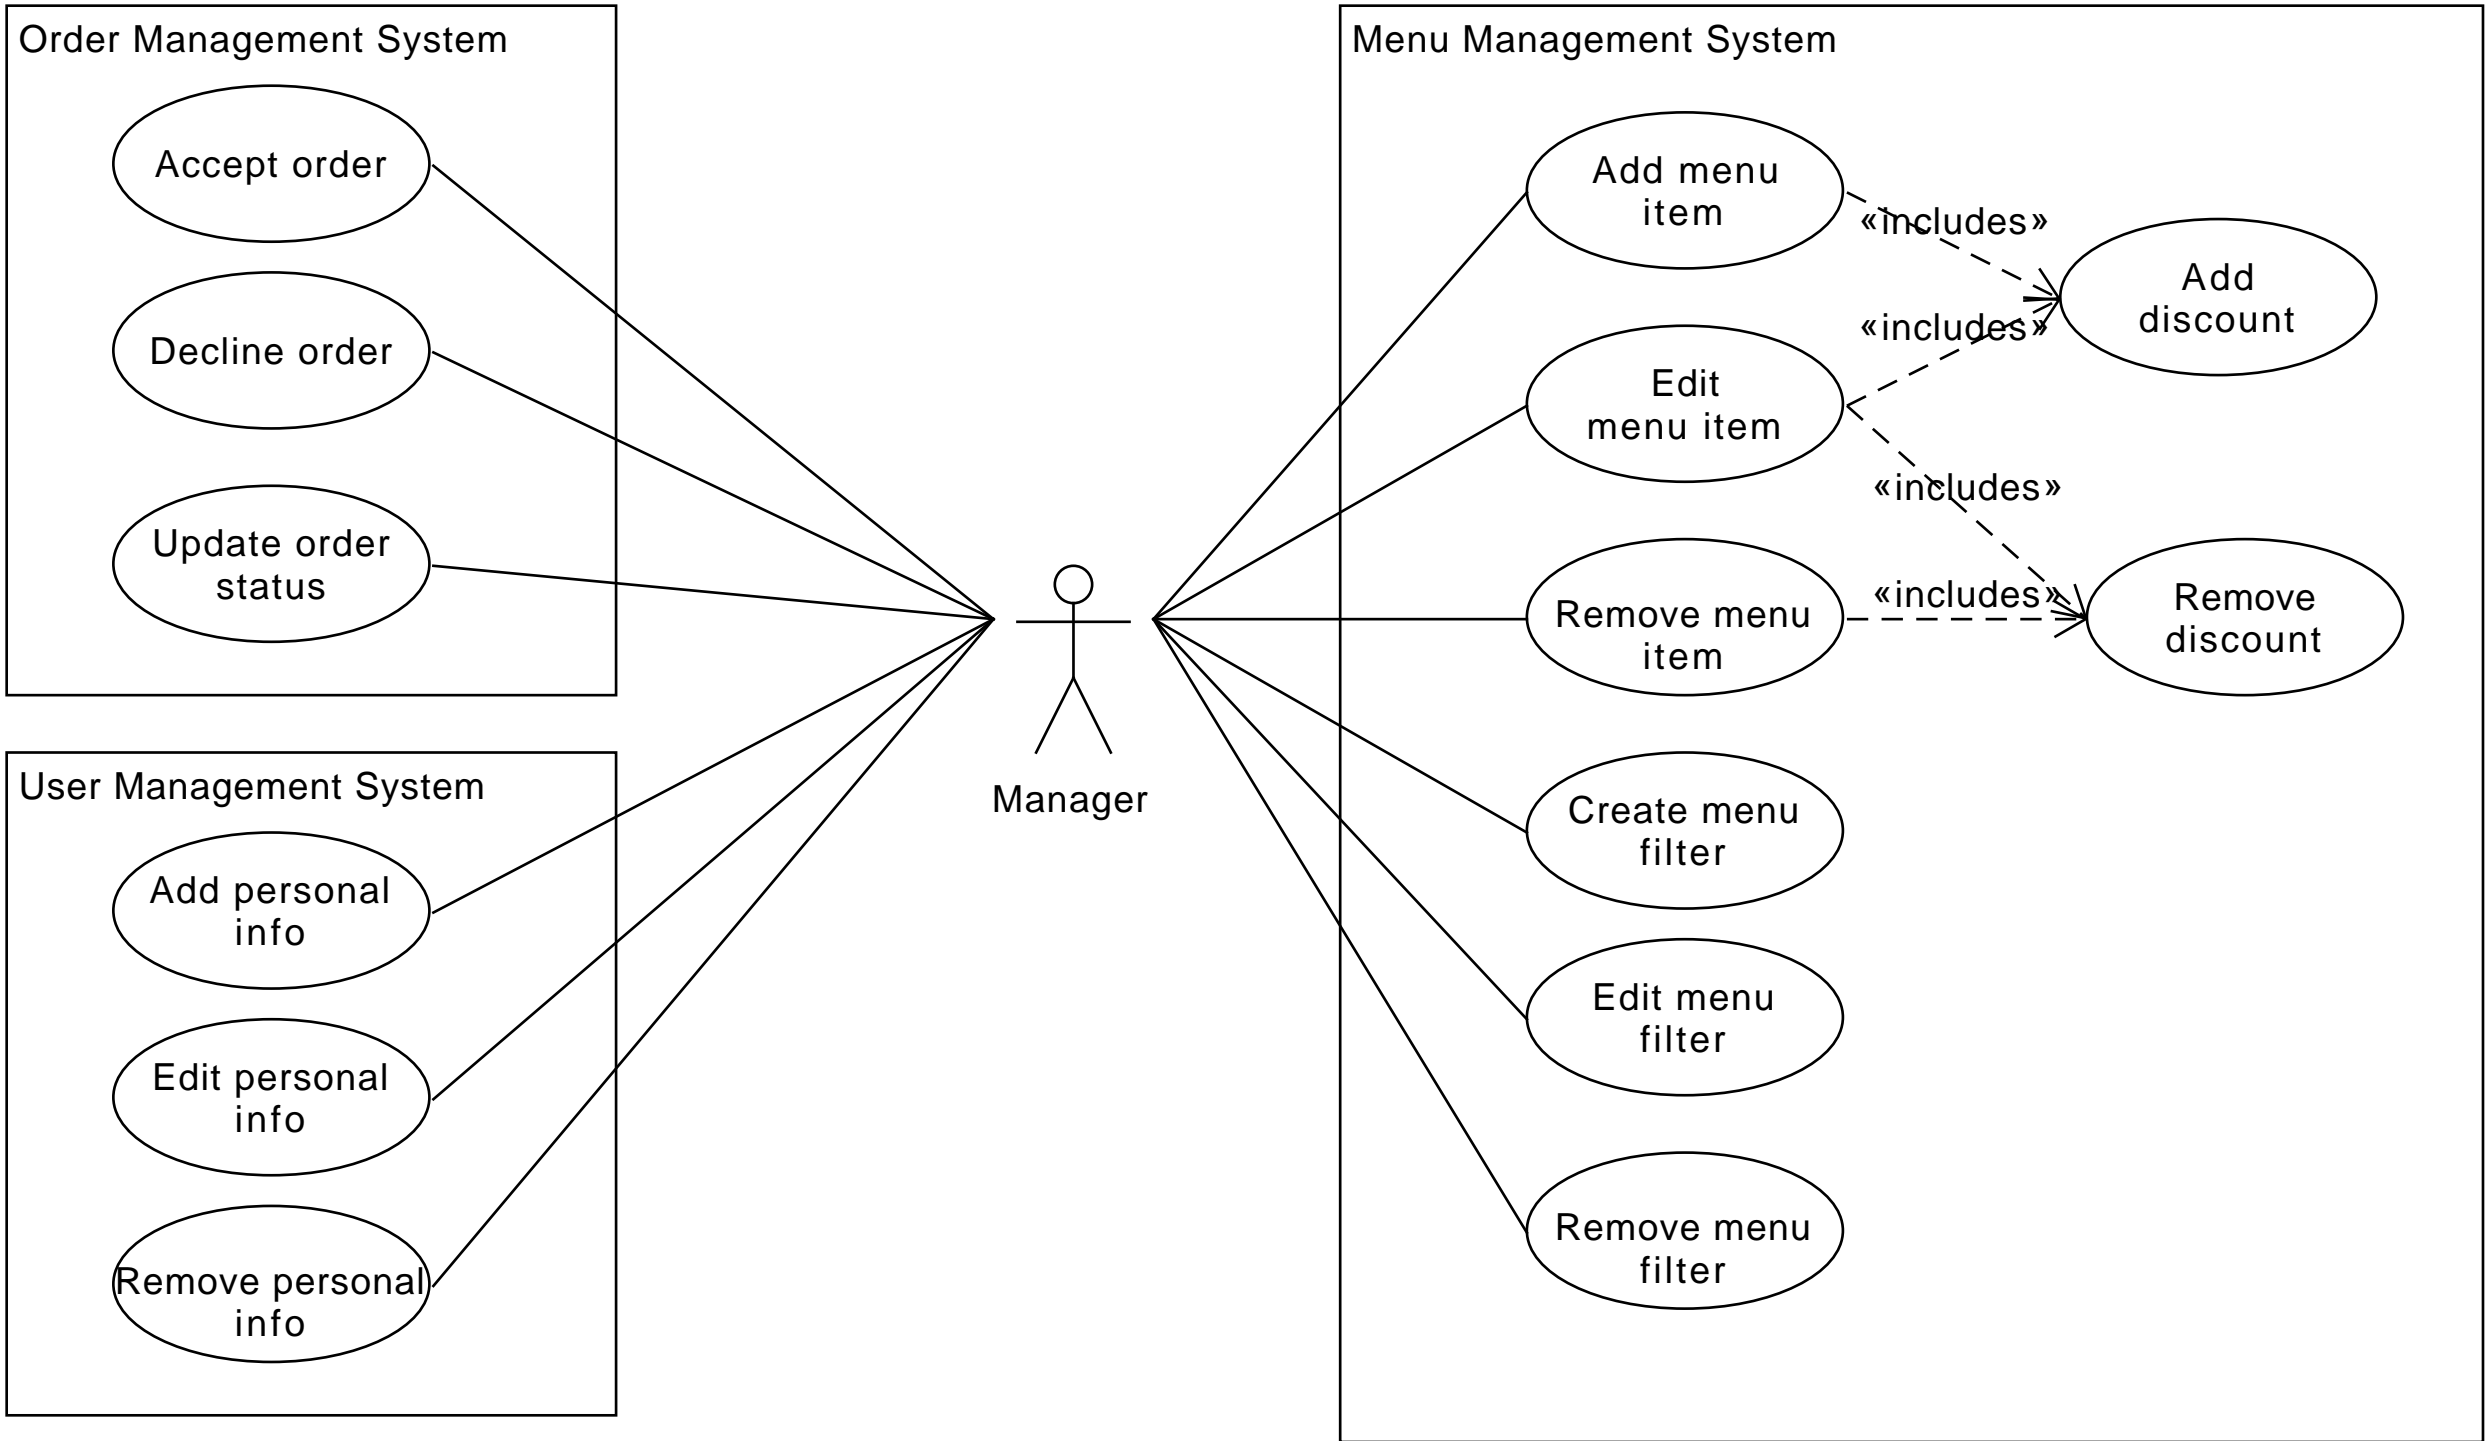 Order Management System
Accept order
Decline order
Update order
status
User Management System
Add personal
info
Edit personal
info
Remove personal
info
Manager
Menu Management System
Add menu
item
«includes»
Add
discount
«includes»
Edit
menu item
«includes»
Remove menu
item
«includes»
Remove
discount
Create menu
filter
Edit menu
filter
Remove menu
filter